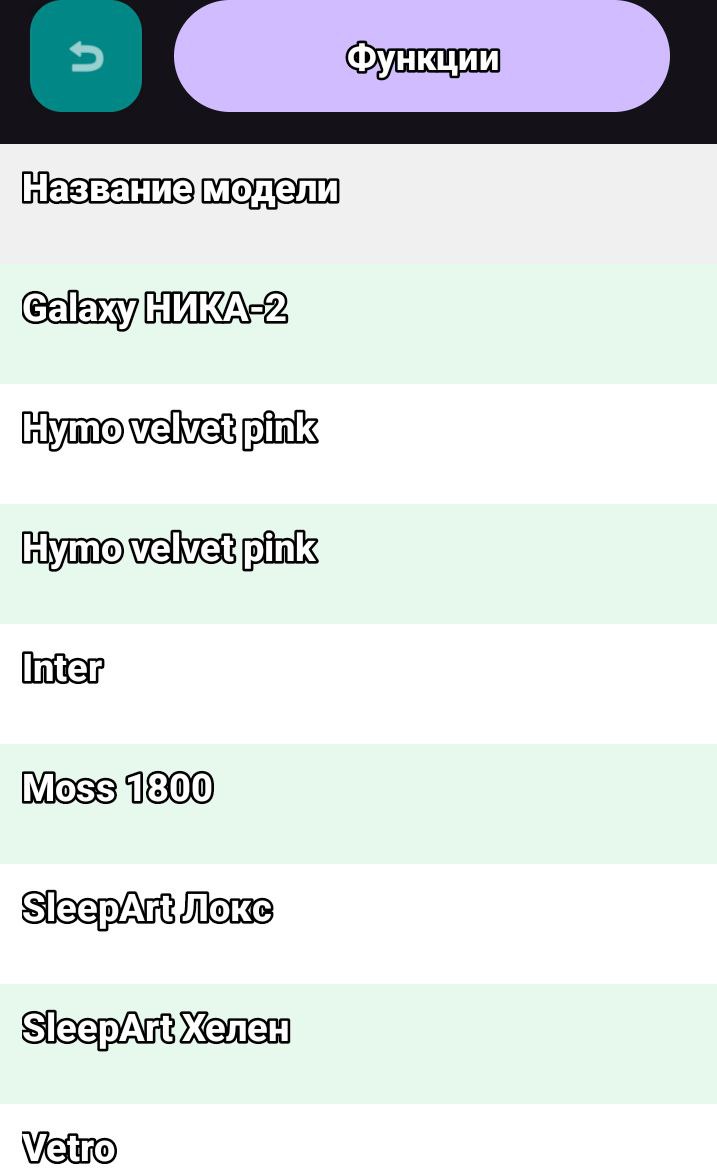 Функции
Название модели
Galaxy НИКА-2
Hymo velvet pink
Hymo velvet pink
Inter
Moss 1800
SleepArt Локс
SleepArt Хелен
Vetro